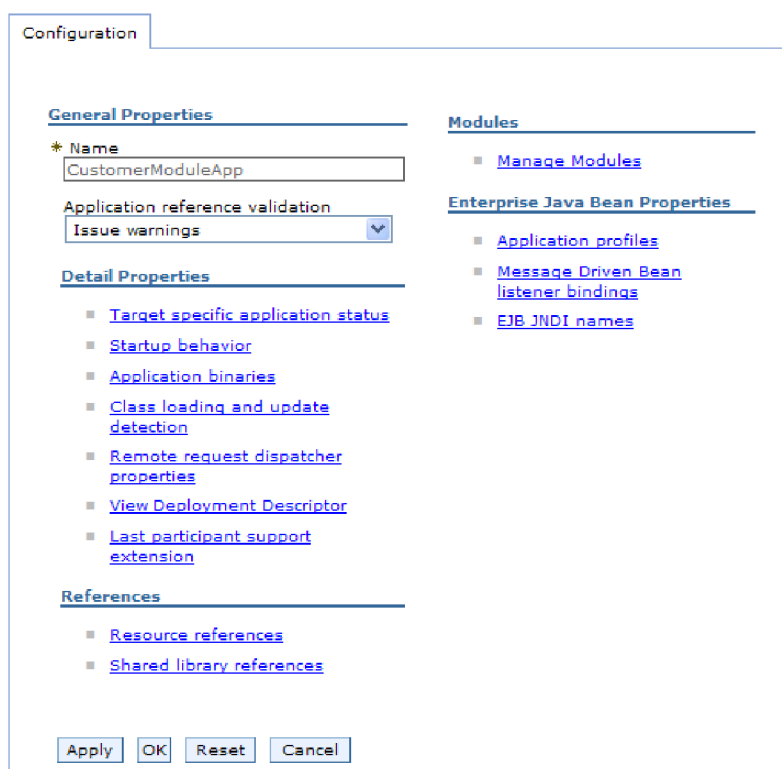 Configuration
General Properties
* Name
CustomerModuleApp
Application reference validation
Issue warnings
Detail Properties
Target specific application status
Startup behavior
Application binaries
Class loading and update
detection
Remote request dispatcher
properties
View Deployment Descriptor
Last participant support
extension
References
Resource references
Shared library references
Modules
Manage Modules
Enterprise Java Bean Properties
Application profiles
Message Driven Bean
listener bindings
EJB JNDI names
Apply OK Reset Cancel